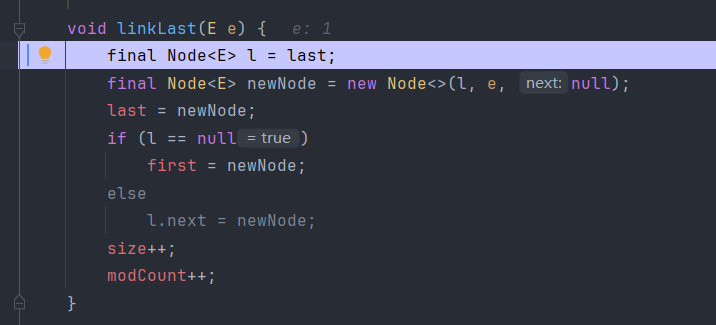 void linkLast(E e) {   e: 1
    final Node<E> l = last;
    final Node<E> newNode = new Node<>(l, e, next: null);
    last = newNode;
    if (l == null = true )
        first = newNode;
    else
        l.next = newNode;
    size++;
    modCount++;
}